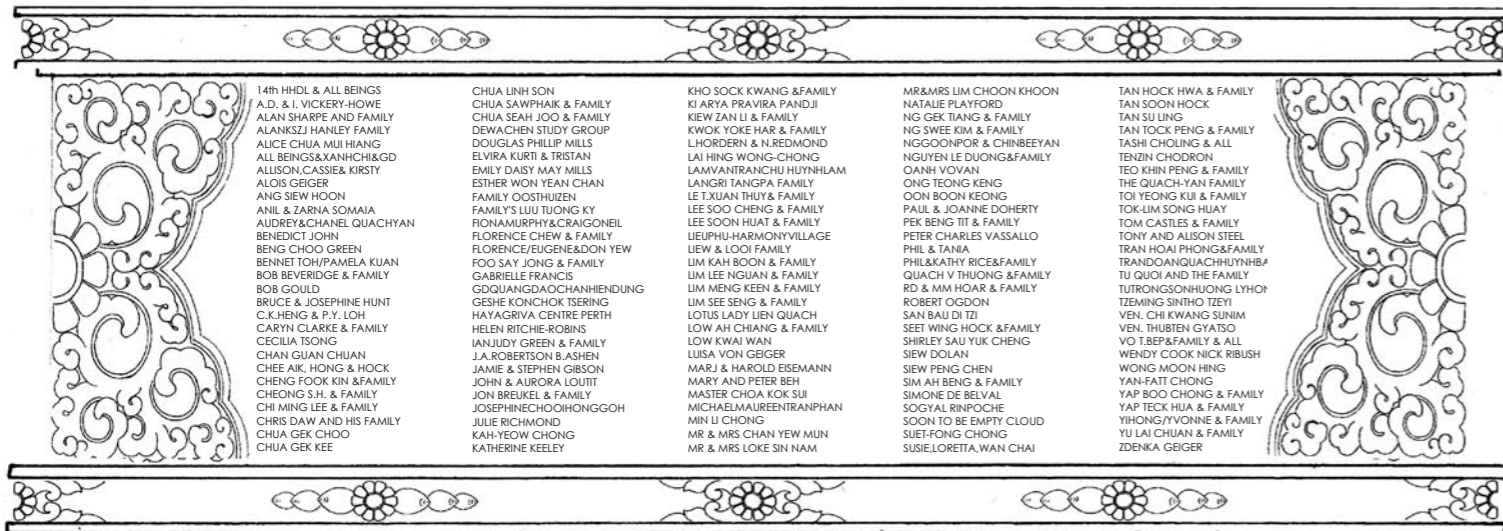 14th HHDL & ALL BEINGS
A.D. & I. VICKERY-HOWE
ALAN SHARPE AND FAMILY
ALANKSZJ HANLEY FAMILY
ALICE CHUA MUI HIANG
ALL BEINGS&XANHCHI&GD
ALLISON,CASSIE& KIRSTY
ALOIS GEIGER
ANG SIEW HOON
ANIL & ZARNA SOMAIA
AUDREY&CHANEL QUACHYAN
BENEDICT JOHN
BENG CHOO GREEN
BENNET TOH/PAMELA KUAN
BOB BEVERIDGE & FAMILY
BOB GOULD
BRUCE & JOSEPHINE HUNT
C.K.HENG & P.Y. LOH
CARYN CLARKE & FAMILY
CECILIA TSONG
CHAN GUAN CHUAN
CHEE AIK, HONG & HOCK
CHENG FOOK KIN &FAMILY
CHEONG S.H. & FAMILY
CHI MING LEE & FAMILY
CHRIS DAW AND HIS FAMILY
CHUA GEK CHOO
CHUA GEK KEE
CHUA LINH SON
CHUA SAWPHAIK & FAMILY
CHUA SEAH JOO & FAMILY
DEWACHEN STUDY GROUP
DOUGLAS PHILLIP MILLS
ELVIRA KURTI & TRISTAN
EMILY DAISY MAY MILLS
ESTHER WON YEAN CHAN
FAMILY OOSTHUIZEN
FAMILY'S LUU TUONG KY
FIONAMURPHY&CRAIGONEIL
FLORENCE CHEW & FAMILY
FLORENCE/EUGENE&DON YEW
FOO SAY JONG & FAMILY
GABRIELLE FRANCIS
GDQUANGDAOCHANHIENDUNG
GESHE KONCHOK TSERING
HAYAGRIVA CENTRE PERTH
HELEN RITCHIE-ROBINS
IANJUDY GREEN & FAMILY
J.A.ROBERTSON B.ASHEN
JAMIE & STEPHEN GIBSON
JOHN & AURORA LOUTIT
JON BREUKEL & FAMILY
JOSEPHINECHOOIHONGGOH
JULIE RICHMOND
KAH-YEOW CHONG
KATHERINE KEELEY
KHO SOCK KWANG &FAMILY
KI ARYA PRAVIRA PANDJI
KIEW ZAN LI & FAMILY
KWOK YOKE HAR & FAMILY
L.HORDERN & N.REDMOND
LAI HING WONG-CHONG
LAMVANTRANCHU HUYNHLAM
LANGRI TANGPA FAMILY
LE T.XUAN THUY& FAMILY
LEE SOO CHENG & FAMILY
LEE SOON HUAT & FAMILY
LIEUPHU-HARMONYVILLAGE
LIEW & LOOI FAMILY
LIM KAH BOON & FAMILY
LIM LEE NGUAN & FAMILY
LIM MENG KEEN & FAMILY
LIM SEE SENG & FAMILY
LOTUS LADY LIEN QUACH
LOW AH CHIANG & FAMILY
LOW KWAI WAN
LUISA VON GEIGER
MARJ & HAROLD EISEMANN
MARY AND PETER BEH
MASTER CHOA KOK SUI
MICHAELMAUREENTRANPHAN
MIN LI CHONG
MR & MRS CHAN YEW MUN
MR & MRS LOKE SIN NAM
MR&MRS LIM CHOON KHOON
NATALIE PLAYFORD
NG GEK TIANG & FAMILY
NG SWEE KIM & FAMILY
NGGOONPOR & CHINBEEYAN
NGUYEN LE DUONG&FAMILY
OANH VOVAN
ONG TEONG KENG
OON BOON KEONG
PAUL & JOANNE DOHERTY
PEK BENG TIT & FAMILY
PETER CHARLES VASSALLO
PHIL & TANIA
PHIL&KATHY RICE&FAMILY
QUACH V THUONG &FAMILY
RD & MM HOAR & FAMILY
ROBERT OGDON
SAN BAU DI TZI
SEET WING HOCK &FAMILY
SHIRLEY SAU YUK CHENG
SIEW DOLAN
SIEW PENG CHEN
SIM AH BENG & FAMILY
SIMONE DE BELVAL
SOGYAL RINPOCHE
SOON TO BE EMPTY CLOUD
SUET-FONG CHONG
SUSIE,LORETTA,WAN CHAI
TAN HOCK HWA & FAMILY
TAN SOON HOCK
TAN SU LING
TAN TOCK PENG & FAMILY
TASHI CHOLING & ALL
TENZIN CHODRON
TEO KHIN PENG & FAMILY
THE QUACH-YAN FAMILY
TOI YEONG KUI & FAMILY
TOK-LIM SONG HUAY
TOM CASTLES & FAMILY
TONY AND ALISON STEEL
TRAN HOAI PHONG&FAMILY
TRANDOANQUACHHUYNHBA
TU QUOI AND THE FAMILY
TUTRONGSONHUONG LYHON
TZEMING SINTHO TZEYI
VEN. CHI KWANG SUNIM
VEN. THUBTEN GYATSO
VO T.BEP&FAMILY & ALL
WENDY COOK NICK RIBUSH
WONG MOON HING
YAN-FATT CHONG
YAP BOO CHONG & FAMILY
YAP TECK HUA & FAMILY
YIHONG/YVONNE & FAMILY
YU LAI CHUAN & FAMILY
ZDENKA GEIGER